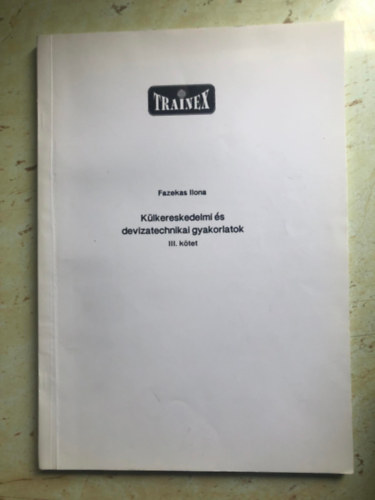 TRAINEX
Fazekas Ilona
Külkereskedelmi és
devizatechnikai gyakorlatok
III. kötet